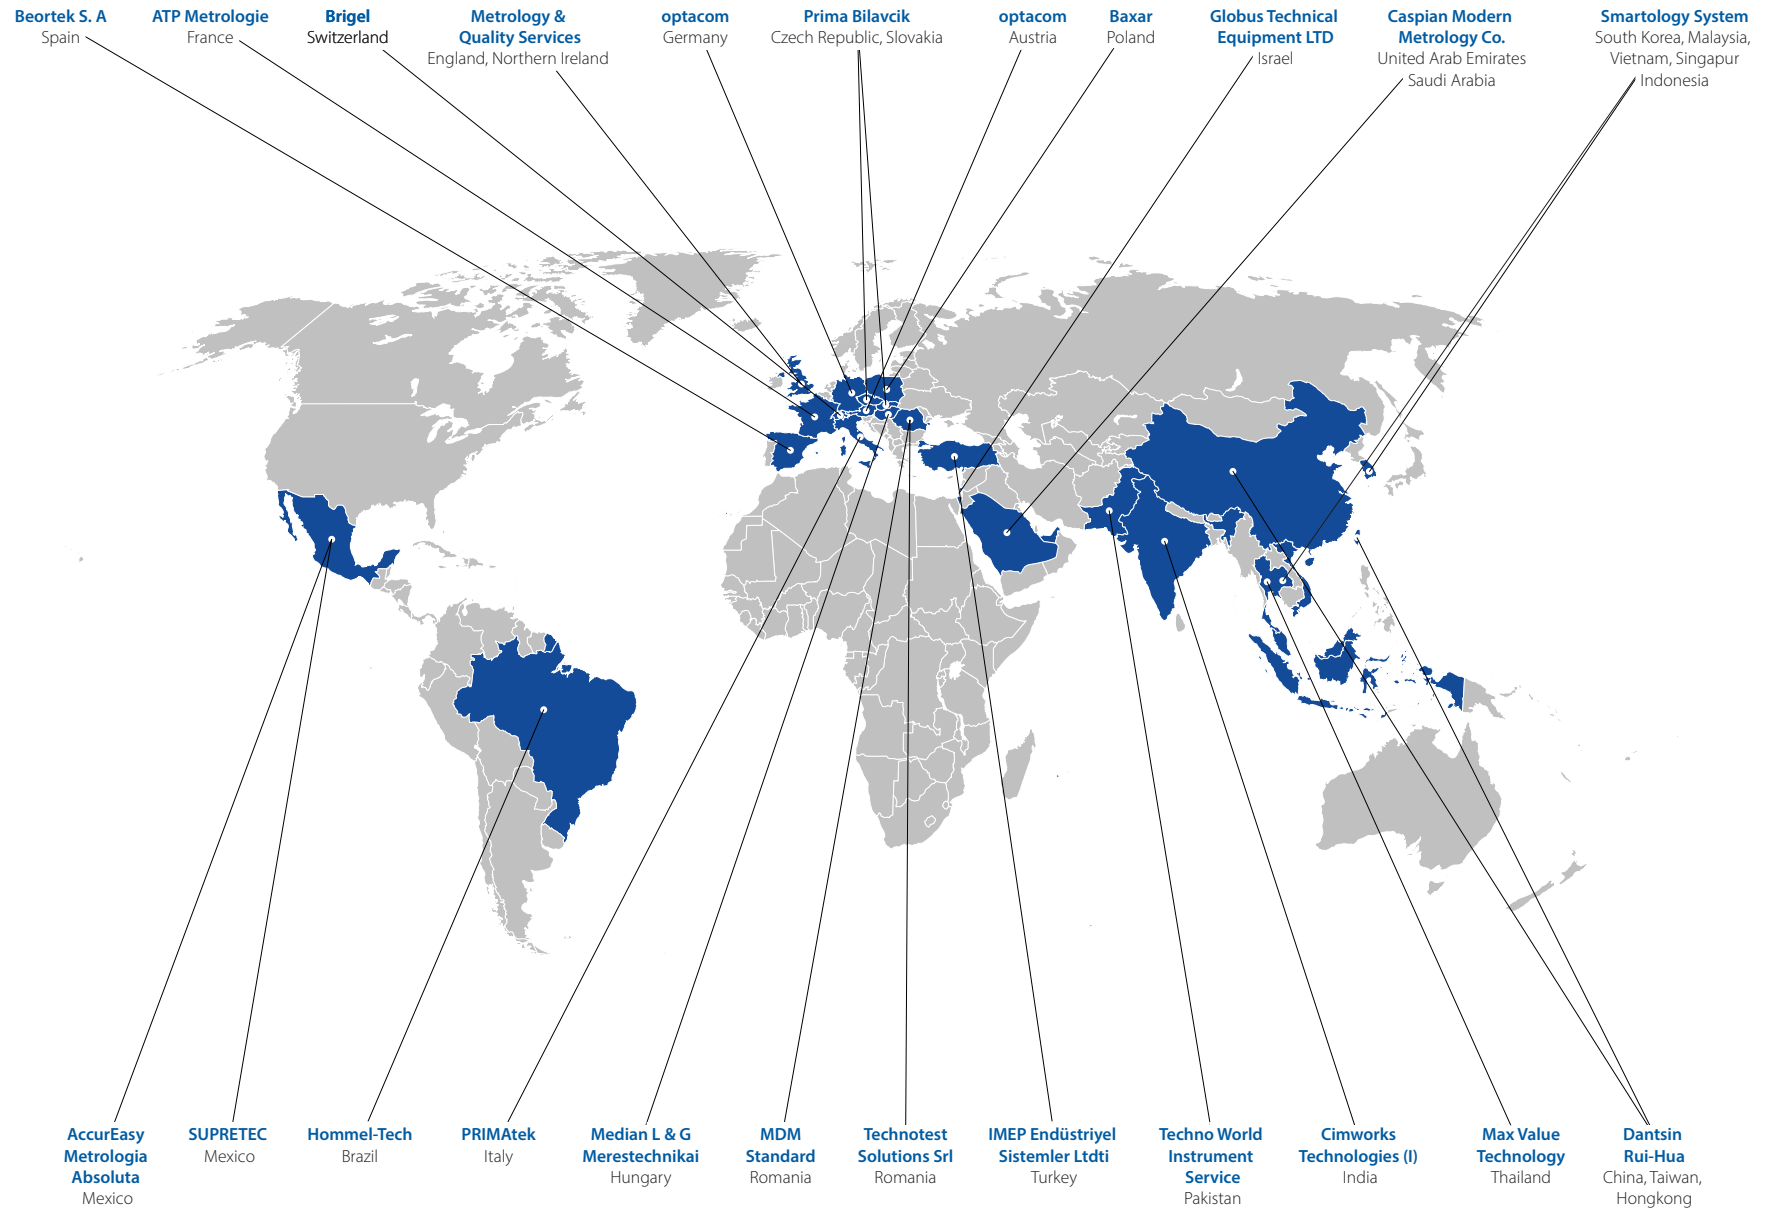 Beortek S. A
Spain
ATP Metrologie
France
Brigel
Switzerland
Metrology &
Quality Services
England, Northern Ireland
optacom
Germany
Prima Bilavcik
Czech Republic, Slovakia
optacom
Austria
Baxar
Poland
Globus Technical
Equipment LTD
Israel
Caspian Modern
Metrology Co.
United Arab Emirates
Saudi Arabia
Smartology System
South Korea, Malaysia,
Vietnam, Singapur
Indonesia
AccurEasy
Metrologia
Absoluta
Mexico
SUPRETEC
Mexico
Hommel-Tech
Brazil
PRIMAtek
Italy
Median L & G
Merestechnikai
Hungary
MDM
Standard
Romania
Technotest
Solutions Srl
Romania
IMEP Endüstriyel
Sistemler Ltdti
Turkey
Techno World
Instrument
Service
Pakistan
Cimworks
Technologies (I)
India
Max Value
Technology
Thailand
Dantsin
Rui-Hua
China, Taiwan,
Hongkong